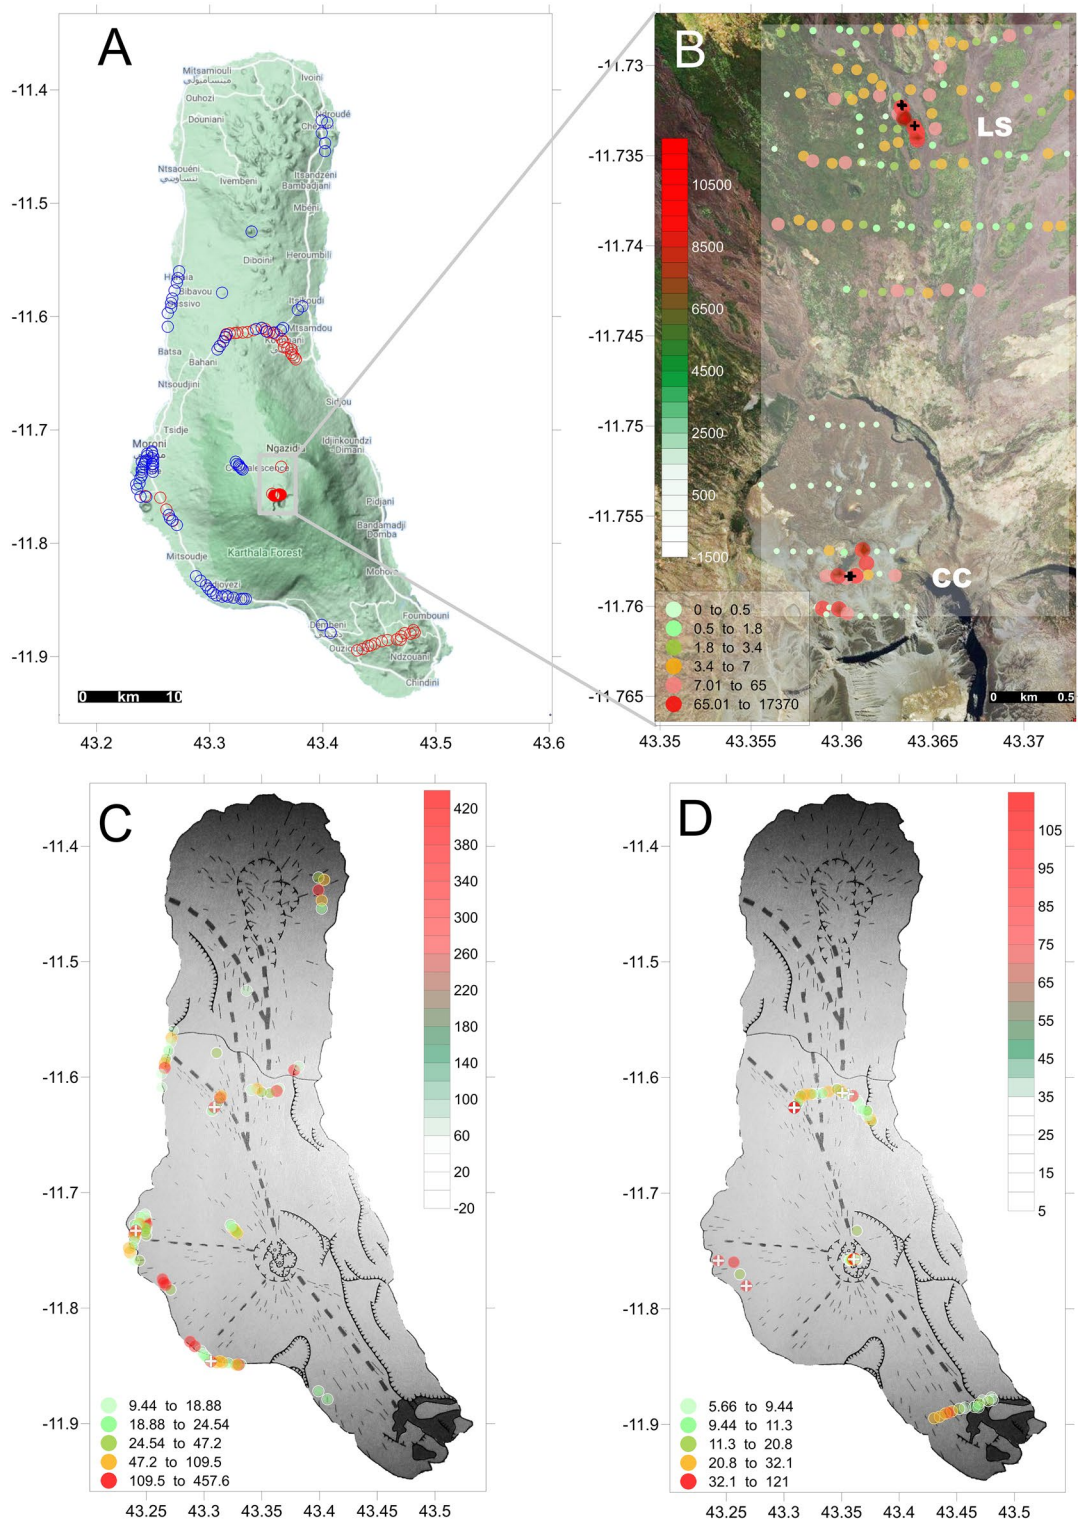 A
-11.4
-11.5
-11.6
-11.7
-11.8
-11.9
43.2
43.3
43.4
43.5
43.6
Mitsamiouli
ميتساميولي
Ivoini
Ouhozi
Douniani
Ndroudé
Ntsaouéni
نتساويني
Ivembeni
Itsandzéni
Bambadjani
Mbéni
Diboini
Heroumbili
Bibavou
Mtsamdou
Batsa
Bahani
Ntsoudjini
Tsidje
Moroni
Ngazidja
Idjinkoundzi
Dimani
Pidjani
Bandamadji
Domba
Mitsoudje
Karthala Forest
Foumbouni
Dembeni
Ndzouani
Chindini
0 km 10
B
-11.73
-11.735
-11.74
-11.745
-11.75
-11.755
-11.76
-11.765
43.35
43.355
43.36
43.365
43.37
LS
CC
10500
8500
6500
4500
2500
500
-1500
0 to 0.5
0.5 to 1.8
1.8 to 3.4
3.4 to 7
7.01 to 65
65.01 to 17370
0 km 0.5
C
-11.4
-11.5
-11.6
-11.7
-11.8
-11.9
43.25
43.3
43.35
43.4
43.45
43.5
420
380
340
300
260
220
180
140
100
60
20
-20
9.44 to 18.88
18.88 to 24.54
24.54 to 47.2
47.2 to 109.5
109.5 to 457.6
D
-11.4
-11.5
-11.6
-11.7
-11.8
-11.9
43.25
43.3
43.35
43.4
43.45
43.5
105
95
85
75
65
55
45
35
25
15
5
5.66 to 9.44
9.44 to 11.3
11.3 to 20.8
20.8 to 32.1
32.1 to 121